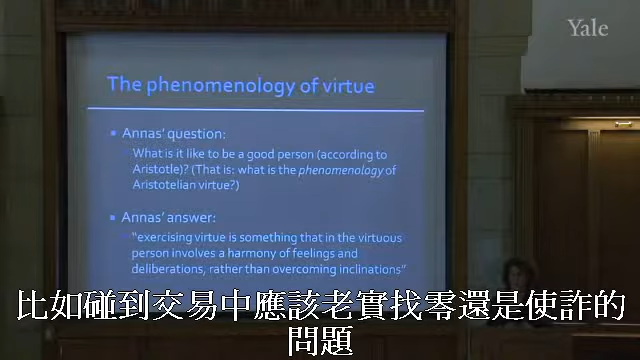 Yale
The phenomenology of virtue
Annas' question:
What is it like to be a good person (according to
Aristotle)? (That is: what is the phenomenology of
Aristotelian virtue?)
Annas' answer:
"exercising virtue is something that in the virtuous
person involves a harmony of feelings and
deliberations, rather than overcoming inclinations"
比如碰到交易中應該老實找零還是使詐的
問題